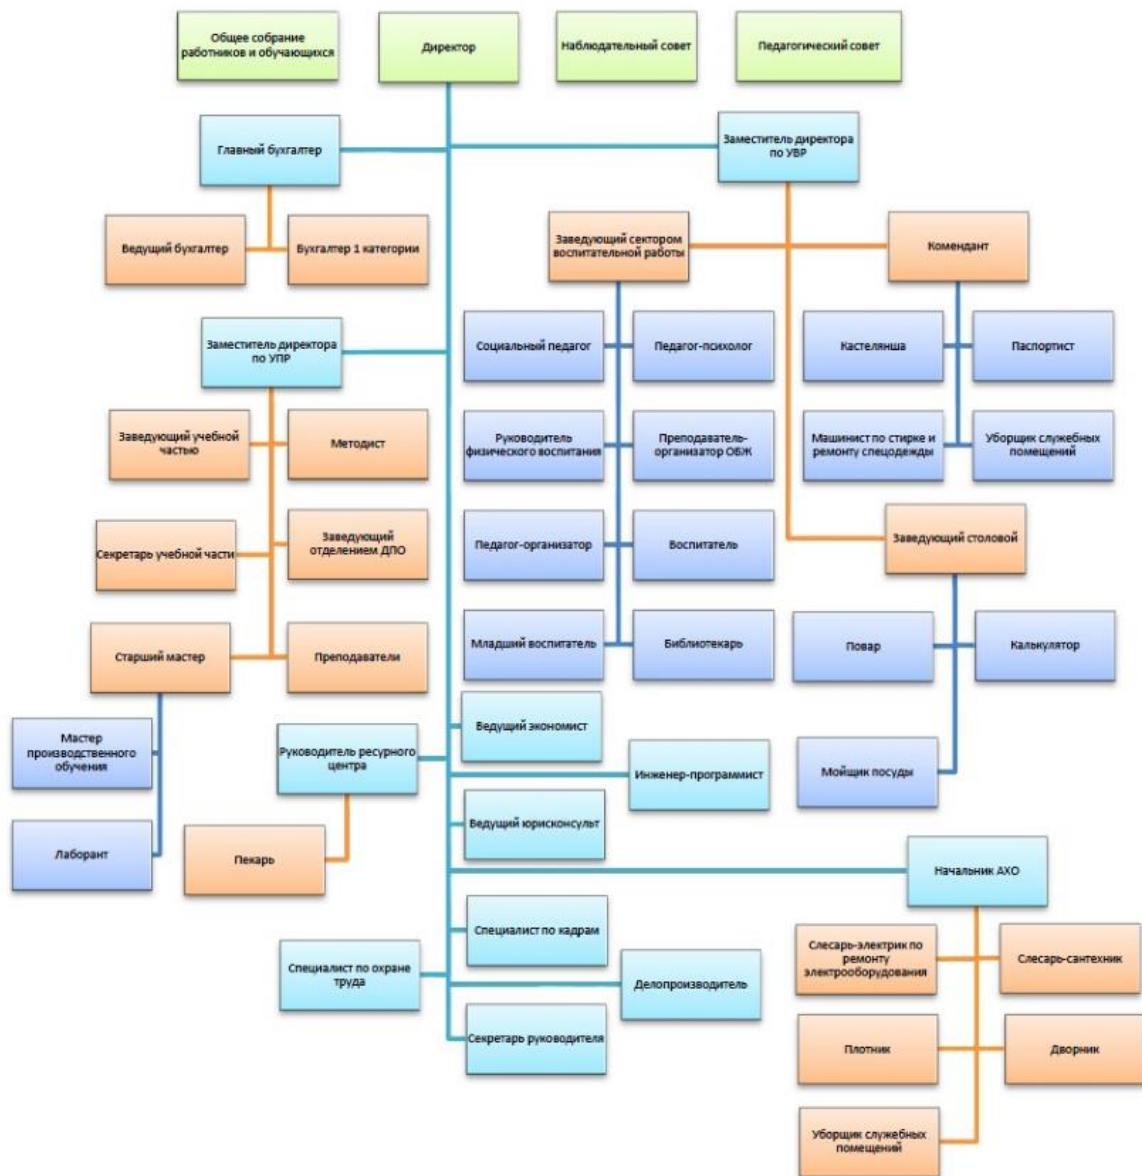 Общее собрание
работников и обучающихся
Директор
Наблюдательный совет
Педагогический совет
Главный бухгалтер
Заместитель директора
по УВР
Ведущий бухгалтер
Бухгалтер 1 категории
Заведующий сектором
воспитательной работы
Комендант
Заместитель директора
по УПР
Социальный педагог
Педагог-психолог
Кастелянша
Паспортист
Заведующий учебной
частью
Методист
Руководитель
физического воспитания
Преподаватель-
организатор ОБЖ
Машинист по стирке и
ремонту спецодежды
Уборщик служебных
помещений
Секретарь учебной части
Заведующий
отделением ДПО
Педагог-организатор
Воспитатель
Заведующий столовой
Старший мастер
Преподаватели
Младший воспитатель
Библиотекарь
Повар
Калькулятор
Мастер
производственного
обучения
Руководитель ресурного
центра
Ведущий экономист
Инженер-программист
Мойщик посуды
Лаборант
Пекарь
Ведущий юрисконсульт
Начальник АХО
Специалист по кадрам
Специалист по охране
труда
Делопроизводитель
Секретарь руководителя
Слесарь-электрик по
ремонту
электрооборудования
Слесарь-сантехник
Плотник
Дворник
Уборщик служебных
помещений